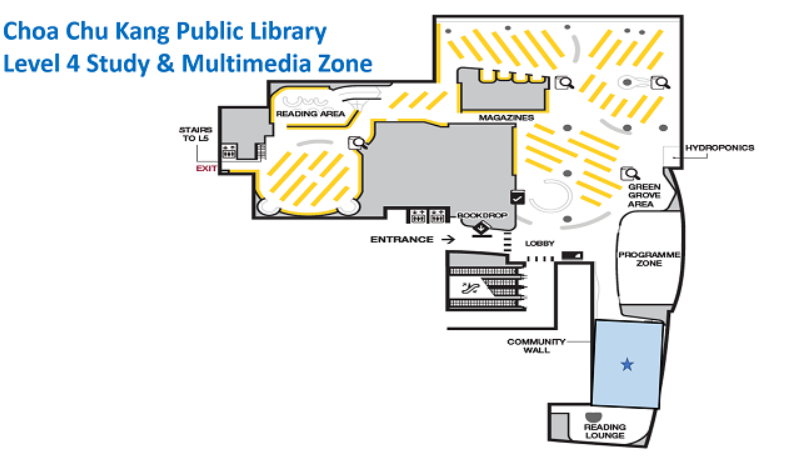 Choa Chu Kang Public Library
Level 4 Study & Multimedia Zone
READING AREA
MAGAZINES
STAIRS
TO L5
EXIT
HYDROPONICS
GREEN
GROVE
AREA
BOOKDROP
ENTRANCE
LOBBY
PROGRAMME
ZONE
COMMUNITY
WALL
READING
LOUNGE